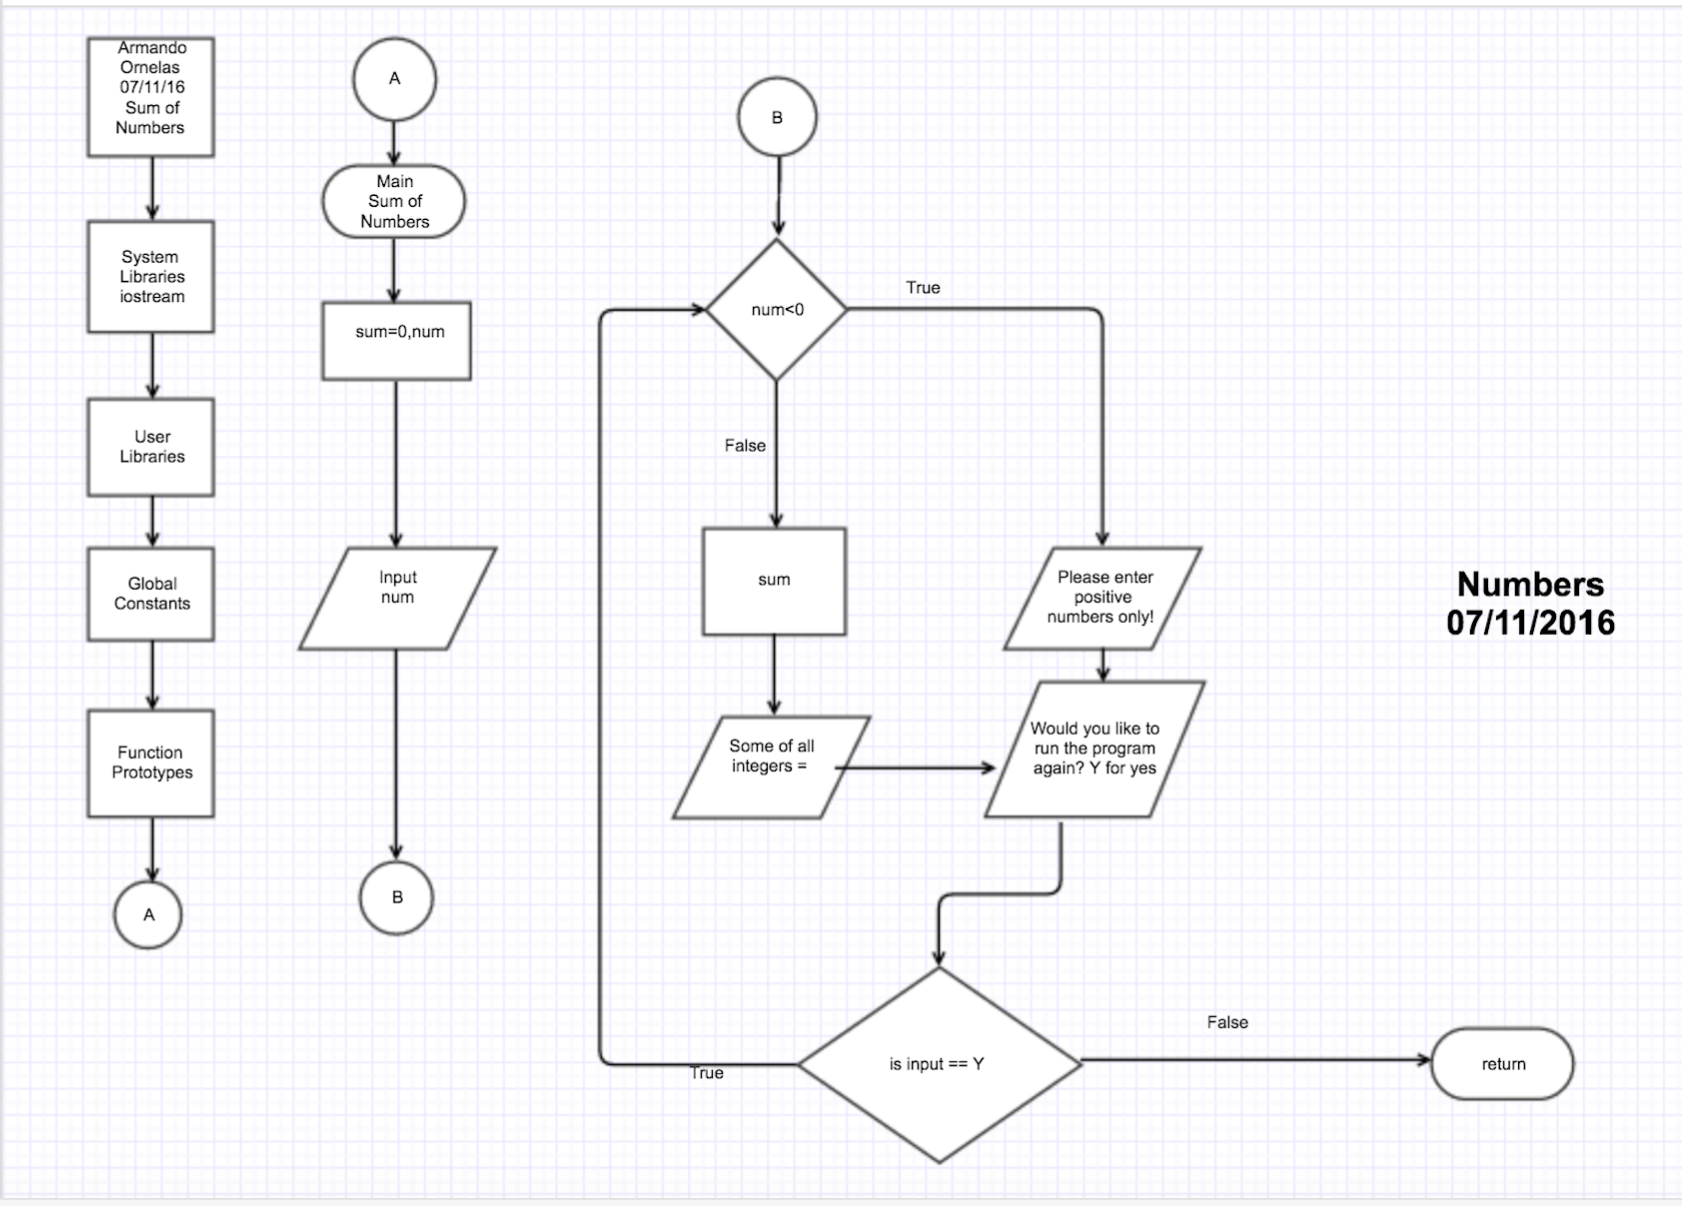 Armando
Ornelas
07/11/16
Sum of
Numbers
System
Libraries
iostream
User
Libraries
Global
Constants
Function
Prototypes
A
A
Main
Sum of
Numbers
sum=0,num
Input
num
B
B
num<0
True
False
sum
Some of all
integers =
Please enter
positive
numbers only!
Would you like to
run the program
again? Y for yes
is input == Y
True
False
return
Numbers
07/11/2016